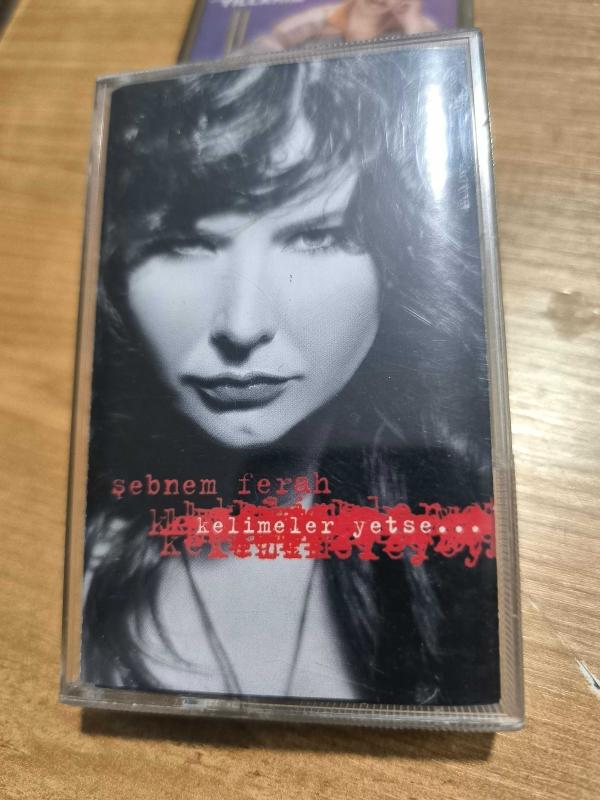 şebnem ferah
kelimeler yetse...